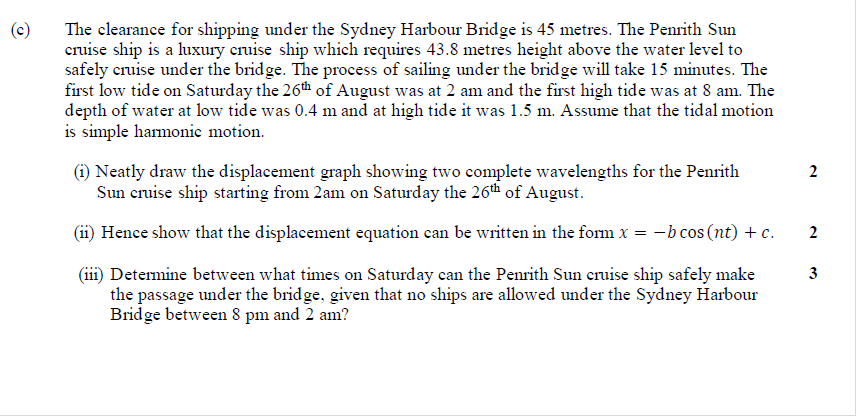 (c) The clearance for shipping under the Sydney Harbour Bridge is 45 metres. The Penrith Sun
cruise ship is a luxury cruise ship which requires 43.8 metres height above the water level to
safely cruise under the bridge. The process of sailing under the bridge will take 15 minutes. The
first low tide on Saturday the 26th of August was at 2 am and the first high tide was at 8 am. The
depth of water at low tide was 0.4 m and at high tide it was 1.5 m. Assume that the tidal motion
is simple harmonic motion.
(i) Neatly draw the displacement graph showing two complete wavelengths for the Penrith 2
Sun cruise ship starting from 2am on Saturday the 26th of August.
(ii) Hence show that the displacement equation can be written in the form x = −b cos(nt) + c. 2
(iii) Determine between what times on Saturday can the Penrith Sun cruise ship safely make 3
the passage under the bridge, given that no ships are allowed under the Sydney Harbour
Bridge between 8 pm and 2 am?